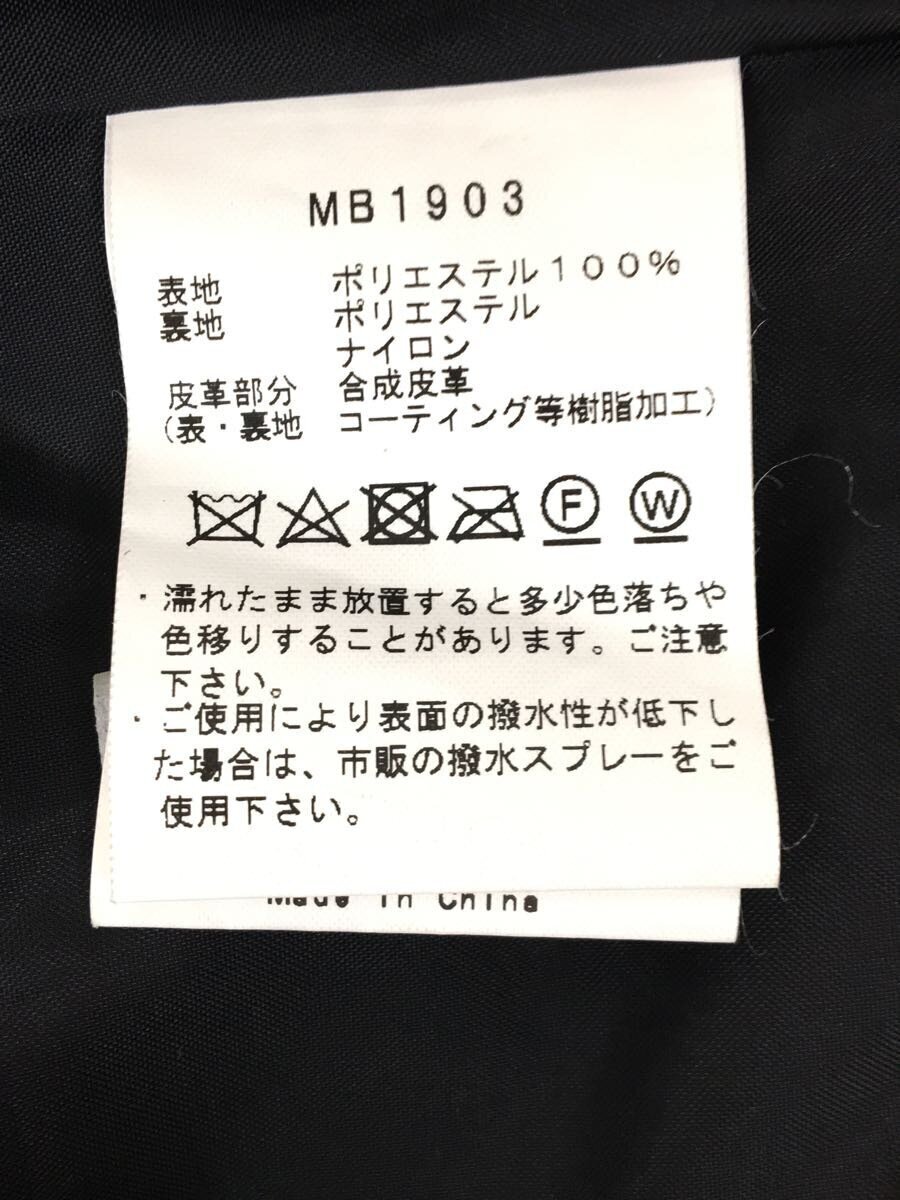 MB1903
表地 ポリエステル100%
裏地 ポリエステル
ナイロン
皮革部分 合成皮革
(表・裏地 コーティング等樹脂加工)
F W
・濡れたまま放置すると多少色落ちや
色移りすることがあります。ご注意
下さい。
・ご使用により表面の撥水性が低下し
た場合は、市販の撥水スプレーをご
使用下さい。
Made in China